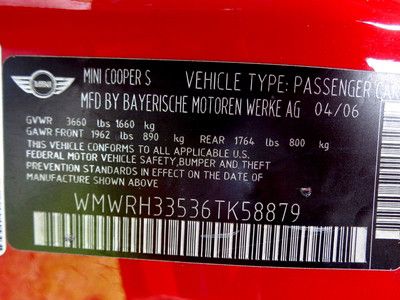 MINI
MINI COOPER S VEHICLE TYPE: PASSENGER CAR
MFD BY BAYERISCHE MOTOREN WERKE AG 04/06
GVWR 3660 lbs 1660 kg
GAWR FRONT 1962 lbs 890 kg REAR 1764 lbs 800 kg
THIS VEHICLE CONFORMS TO ALL APPLICABLE U.S.
FEDERAL MOTOR VEHICLE SAFETY,BUMPER AND THEFT
PREVENTION STANDARDS IN EFFECT ON THE DATE OF
MANUFACTURE SHOWN ABOVE
WMWRH33536TK58879